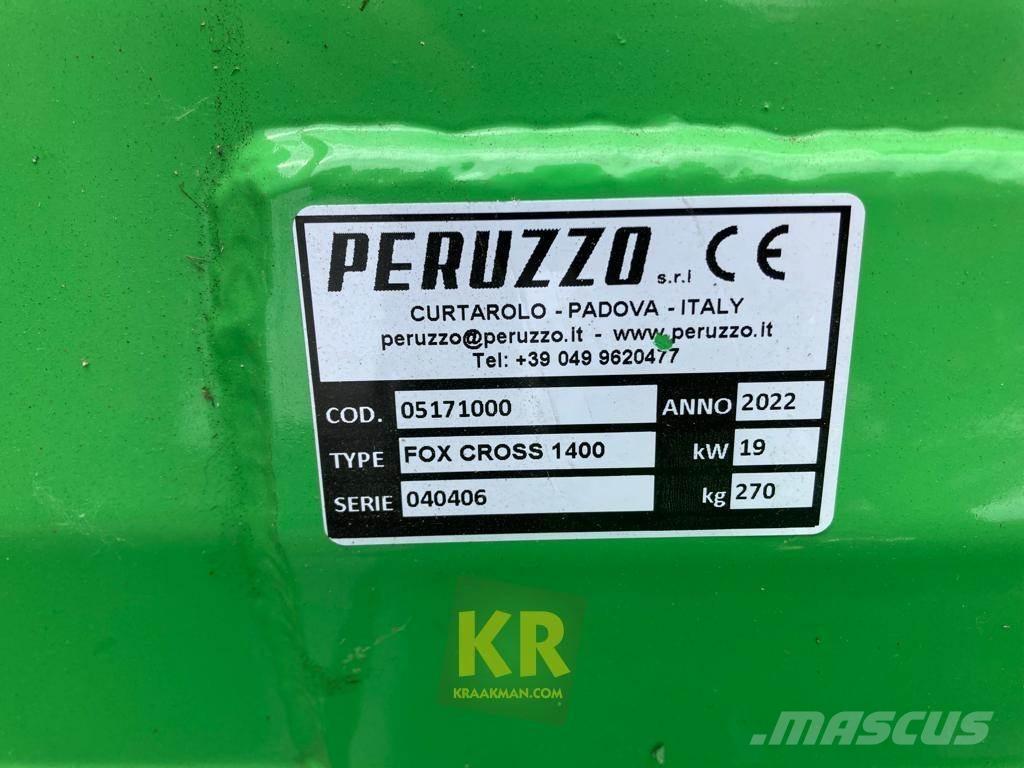 PERUZZO s.r.l CE
CURTAROLO - PADOVA - ITALY
peruzzo@peruzzo.it - www.peruzzo.it
Tel: +39 049 9620477
COD. 05171000 ANNO 2022
TYPE FOX CROSS 1400 kW 19
SERIE 040406 kg 270
KR
KRAAKMAN.COM
MASCUS